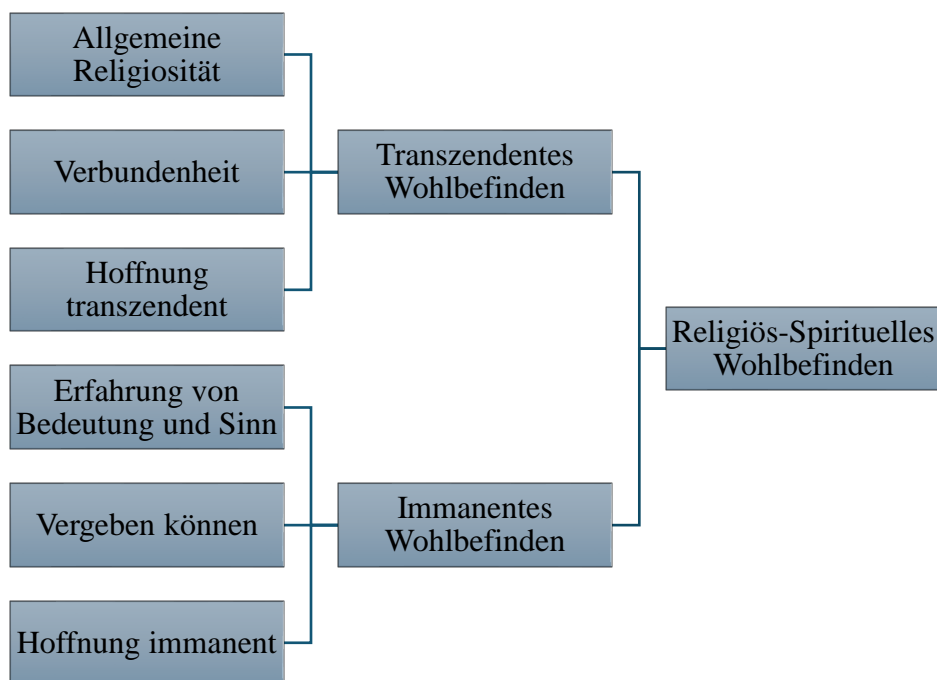 Allgemeine
Religiosität
Verbundenheit
Hoffnung
transzendent
Erfahrung von
Bedeutung und Sinn
Vergeben können
Hoffnung immanent
Transzendentes
Wohlbefinden
Immanentes
Wohlbefinden
Religiös-Spirituelles
Wohlbefinden